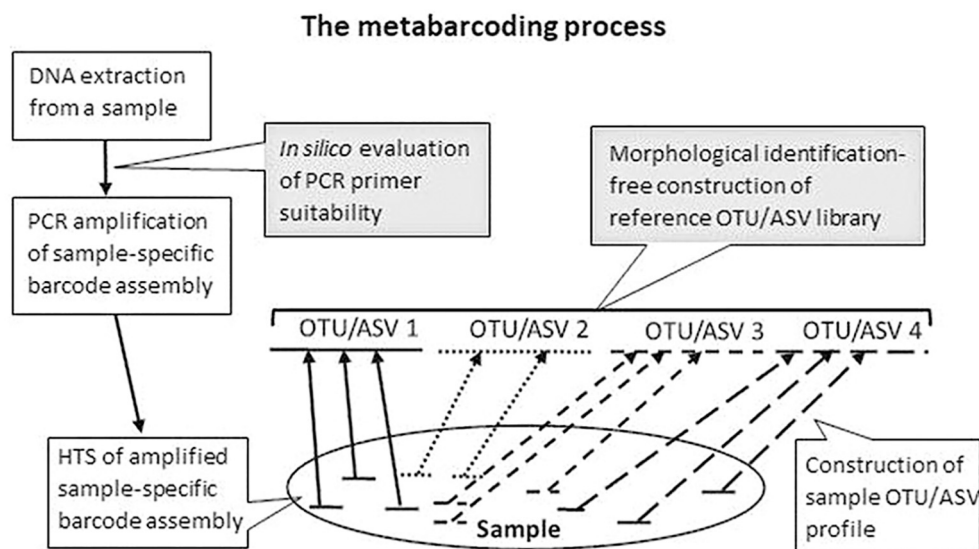 The metabarcoding process
DNA extraction
from a sample
In silico evaluation
of PCR primer
suitability
Morphological identification-
free construction of
reference OTU/ASV library
PCR amplification
of sample-specific
barcode assembly
OTU/ASV 1
OTU/ASV 2
OTU/ASV 3
OTU/ASV 4
HTS of amplified
sample-specific
barcode assembly
Sample
Construction of
sample OTU/ASV
profile